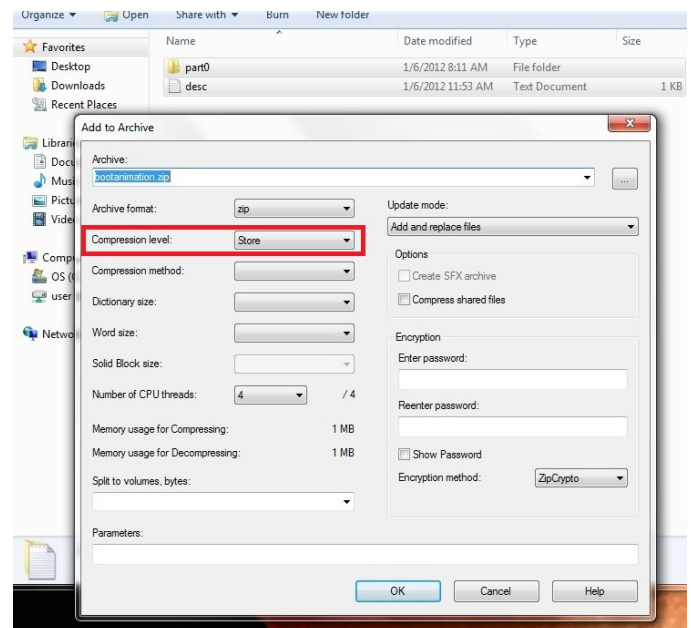 Organize Open Share with Burn New folder
Favorites
Desktop
Downloads
Recent Places
Name Date modified Type Size
part0 1/6/2012 8:11 AM File folder
desc 1/6/2012 11:53 AM Text Document 1 KB
Add to Archive
Archive:
bootanimation.zip
...
Archive format: zip
Compression level: Store
Compression method:
Dictionary size:
Word size:
Solid Block size:
Number of CPU threads: 4 / 4
Memory usage for Compressing: 1 MB
Memory usage for Decompressing: 1 MB
Split to volumes, bytes:
Parameters:
Update mode:
Add and replace files
Options
Create SFX archive
Compress shared files
Encryption
Enter password:
Reenter password:
Show Password
Encryption method: ZipCrypto
OK Cancel Help
OS
user